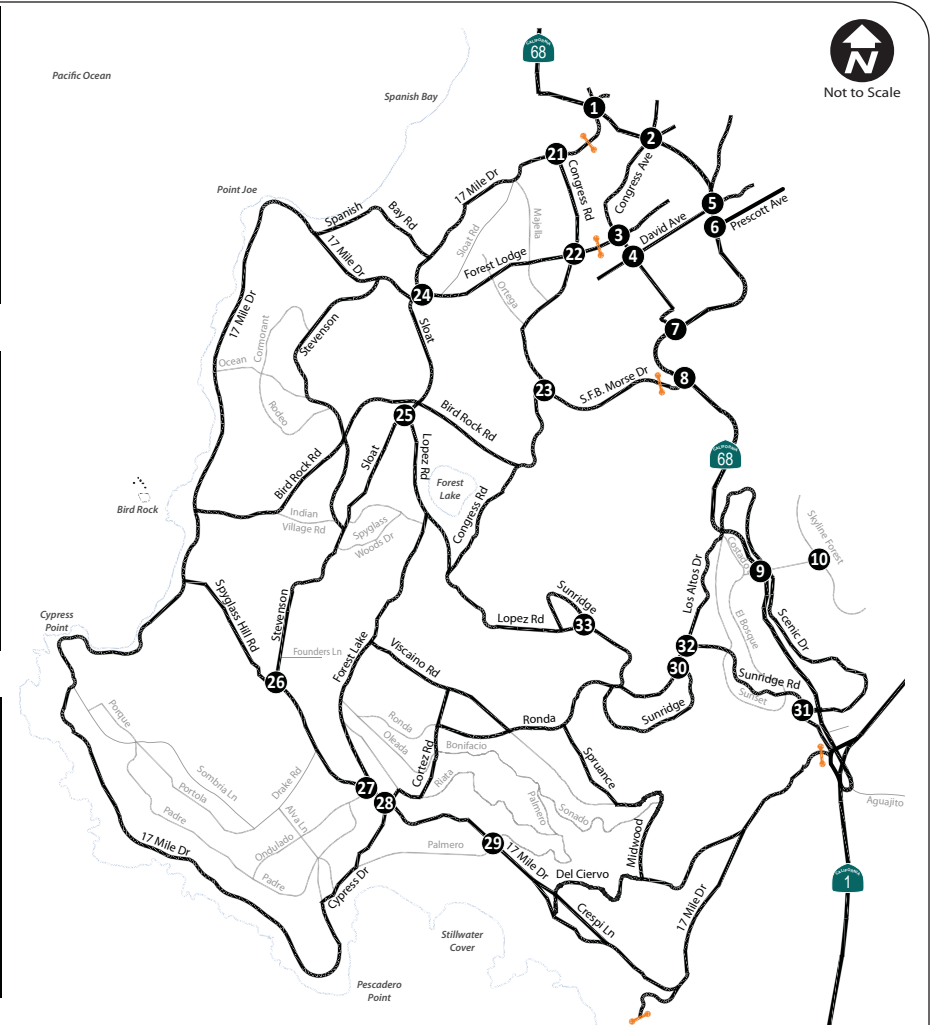 CALIFORNIA
68
N
Not to Scale
Pacific Ocean
Spanish Bay
1
2
21
17 Mile Dr
Congress Rd
Congress Ave
Point Joe
5
Prescott Ave
6
Spanish
Bay Rd
Majella
Sloat Rd
3
David Ave
4
17 Mile Dr
22
Forest Lodge
Ortega
24
17 Mile Dr
Sloat
Stevenson
Cormorant
7
Ocean
8
S.F.B. Morse Dr
23
Rodeo
25
Bird Rock Rd
CALIFORNIA
68
Sloat
Lopez Rd
Bird Rock Rd
Forest
Lake
Congress Rd
Bird Rock
Indian
Village Rd
Spyglass
Woods Dr
Skyline Forest
10
9
Los Altos Dr
El Bosque
Scenic Dr
Cypress
Point
Spyglass Hill Rd
Stevenson
Sunridge
Lopez Rd
33
32
30
Founders Ln
26
Forest Lake
Viscaino Rd
Sunridge Rd
Sunset
31
Sunridge
Ronda
Porque
Ronda
Oleada
Cortez Rd
Bonifacio
Spruance
Sombria Ln
Portola
Drake Rd
Riata
27
28
Aguajito
Padre
Alva Ln
Palmero
Sonado
17 Mile Dr
Ondulado
Palmero
29
17 Mile Dr
Midwood
Padre
Cypress Dr
Del Ciervo
CALIFORNIA
1
Crespi Ln
17 Mile Dr
Stillwater
Cover
Pescadero
Point